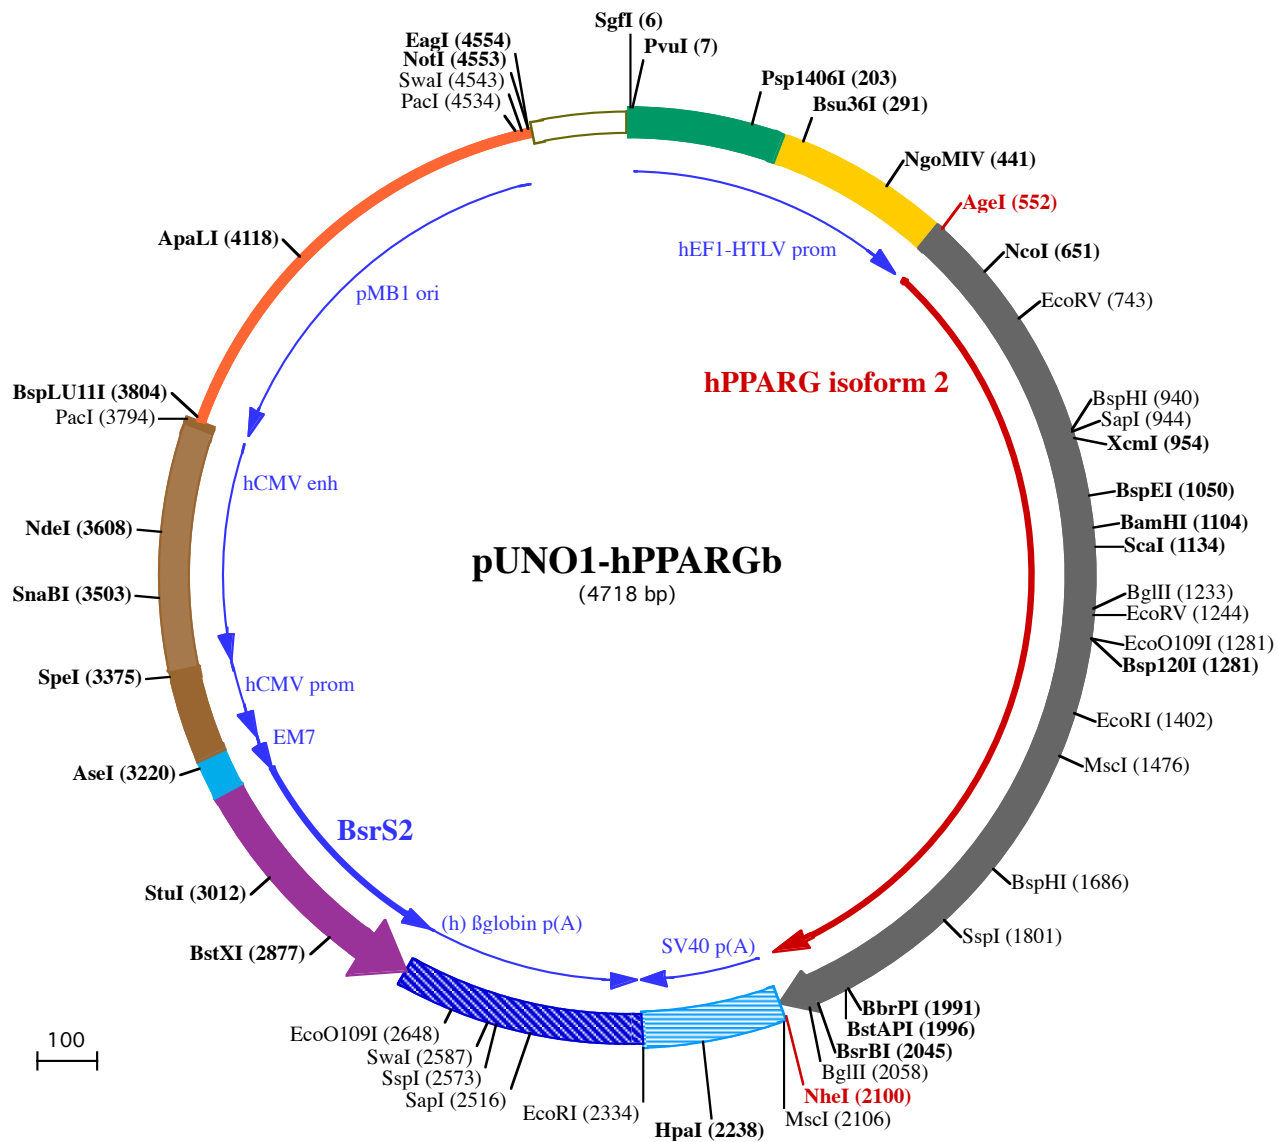 SgfI (6)
PvuI (7)
Psp1406I (203)
Bsu36I (291)
NgoMIV (441)
AgeI (552)
NcoI (651)
EcoRV (743)
BspHI (940)
SapI (944)
XcmI (954)
BspEI (1050)
BamHI (1104)
ScaI (1134)
BglII (1233)
EcoRV (1244)
EcoO109I (1281)
Bsp120I (1281)
EcoRI (1402)
MscI (1476)
BspHI (1686)
SspI (1801)
BbrPI (1991)
BstAPI (1996)
BsrBI (2045)
BglII (2058)
NheI (2100)
MscI (2106)
HpaI (2238)
EcoRI (2334)
SapI (2516)
SspI (2573)
SwaI (2587)
EcoO109I (2648)
BstXI (2877)
StuI (3012)
AseI (3220)
SpeI (3375)
SnaBI (3503)
NdeI (3608)
PacI (3794)
BspLU11I (3804)
ApaLI (4118)
PacI (4534)
SwaI (4543)
NotI (4553)
EagI (4554)
hEF1-HTLV prom
hPPARG isoform 2
SV40 p(A)
(h) ßglobin p(A)
BsrS2
EM7
hCMV prom
hCMV enh
pMB1 ori
pUNO1-hPPARGb
(4718 bp)
100